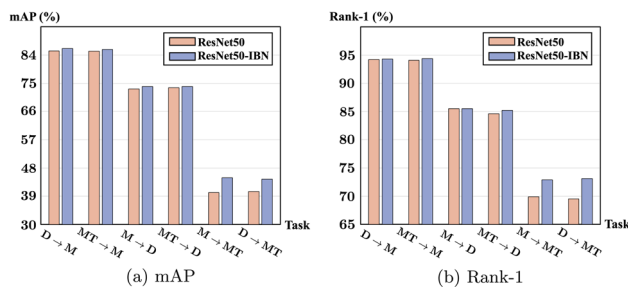 mAP (%)
84
75
66
57
48
39
30
ResNet50
ResNet50-IBN
Task
D → M
MT → M
M → D
MT → D
M → MT
D → MT
(a) mAP
Rank-1 (%)
95
90
85
80
75
70
65
ResNet50
ResNet50-IBN
Task
D → M
MT → M
M → D
MT → D
M → MT
D → MT
(b) Rank-1